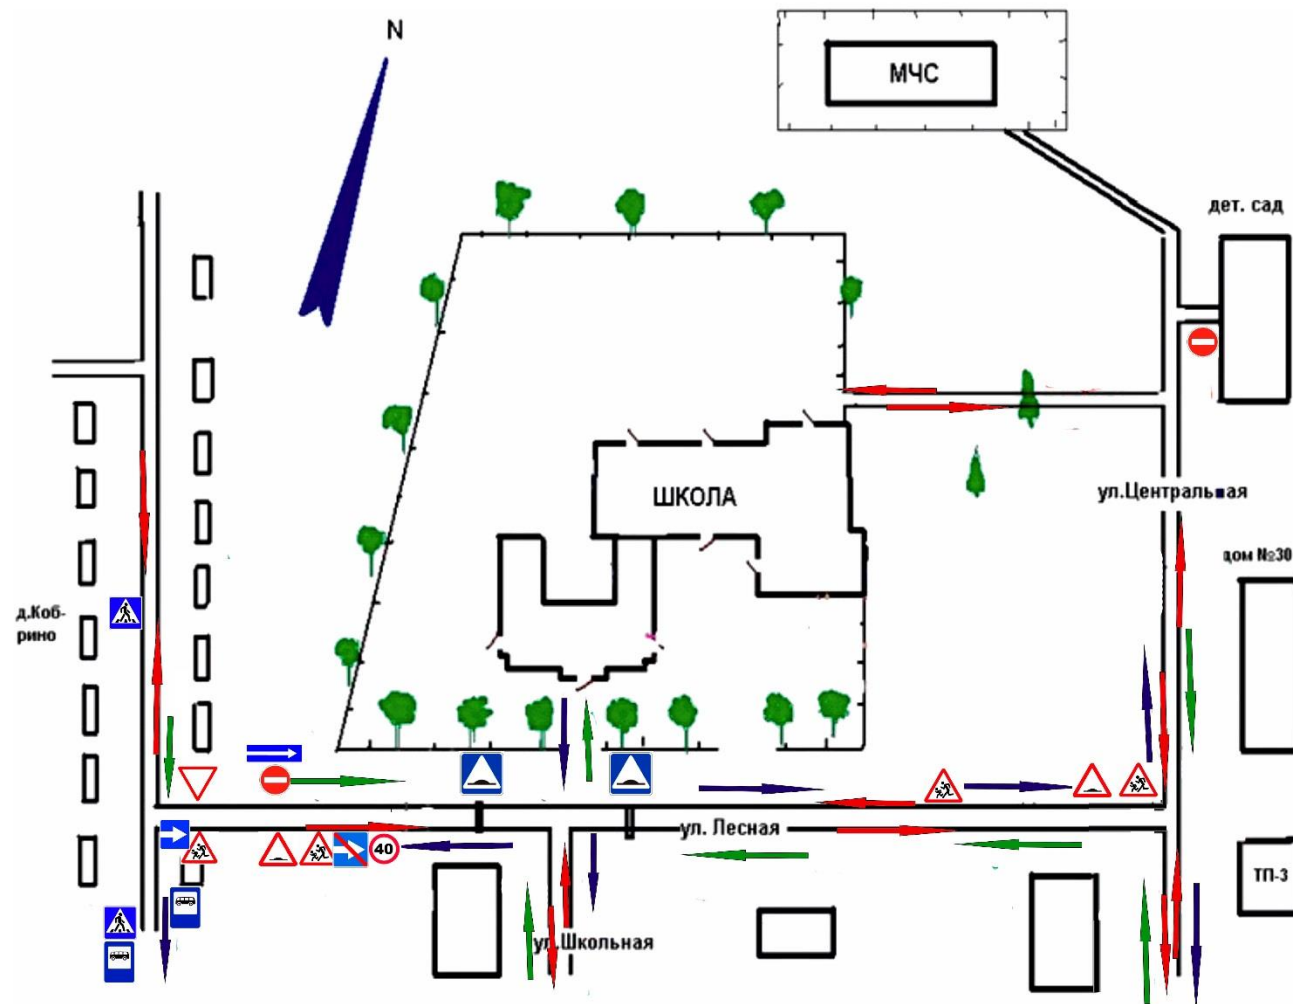 N
МЧС
дет. сад
ШКОЛА
ул.Центральная
дом №30
д.Коб-
рино
ул. Лесная
40
ТП-3
ул.Школьная